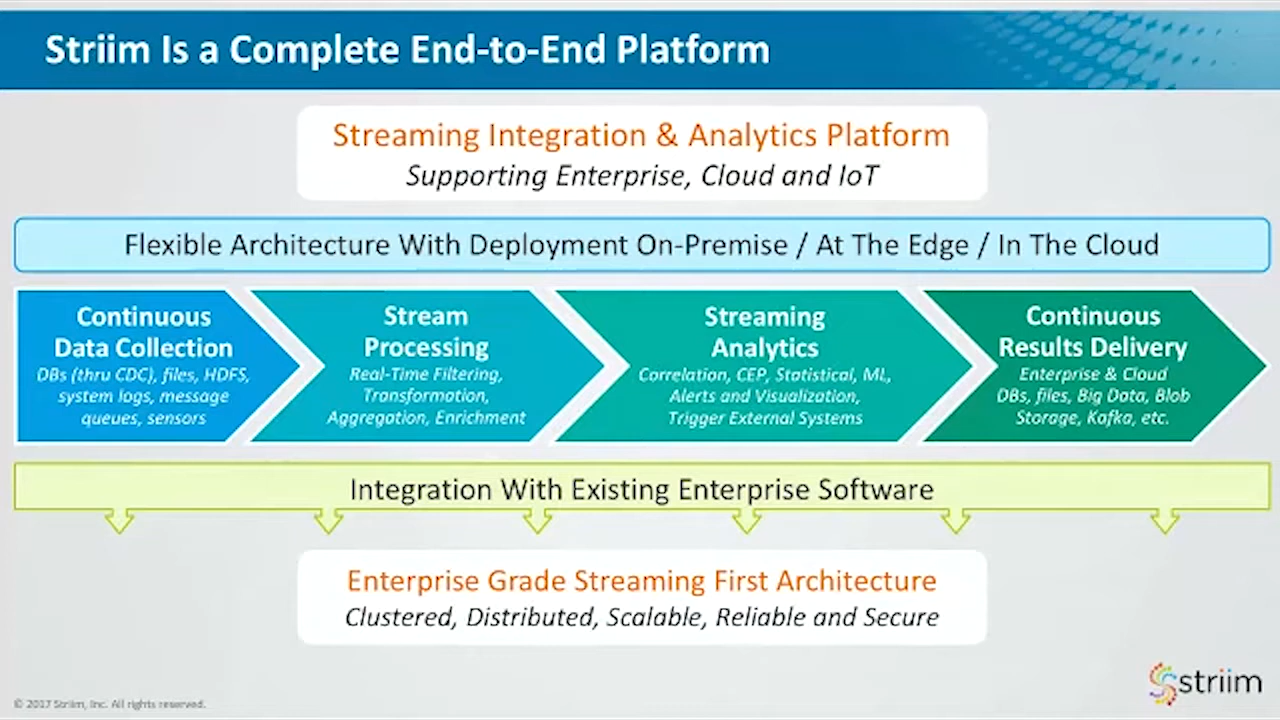 Striim Is a Complete End-to-End Platform
Streaming Integration & Analytics Platform
Supporting Enterprise, Cloud and IoT
Flexible Architecture With Deployment On-Premise / At The Edge / In The Cloud
Continuous
Data Collection
DBs (thru CDC), files, HDFS,
system logs, message
queues, sensors
Stream
Processing
Real-Time Filtering,
Transformation,
Aggregation, Enrichment
Streaming
Analytics
Correlation, CEP, Statistical, ML,
Alerts and Visualization,
Trigger External Systems
Continuous
Results Delivery
Enterprise & Cloud
DBs, files, Big Data, Blob
Storage, Kafka, etc.
Integration With Existing Enterprise Software
Enterprise Grade Streaming First Architecture
Clustered, Distributed, Scalable, Reliable and Secure
striim
© 2017 Striim, Inc. All rights reserved.